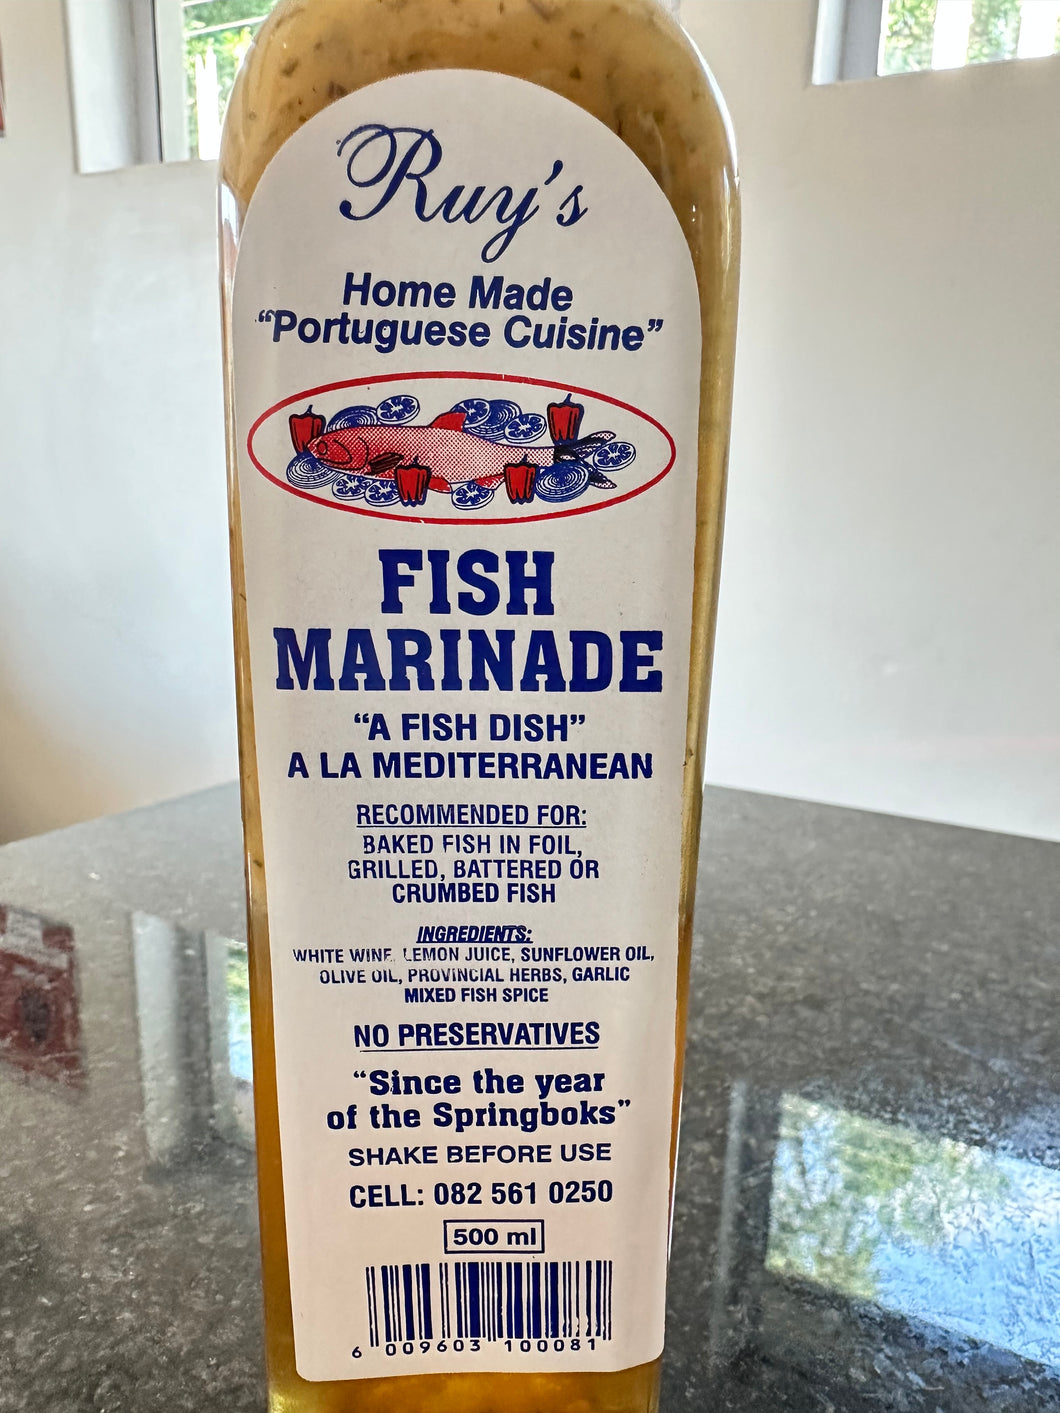 Ruy's
Home Made
“Portuguese Cuisine”
FISH
MARINADE
“A FISH DISH”
A LA MEDITERRANEAN
RECOMMENDED FOR:
BAKED FISH IN FOIL,
GRILLED, BATTERED OR
CRUMBED FISH
INGREDIENTS:
WHITE WINE, LEMON JUICE, SUNFLOWER OIL,
OLIVE OIL, PROVINCIAL HERBS, GARLIC
MIXED FISH SPICE
NO PRESERVATIVES
“Since the year
of the Springboks”
SHAKE BEFORE USE
CELL: 082 561 0250
500 ml
6 009603 100081